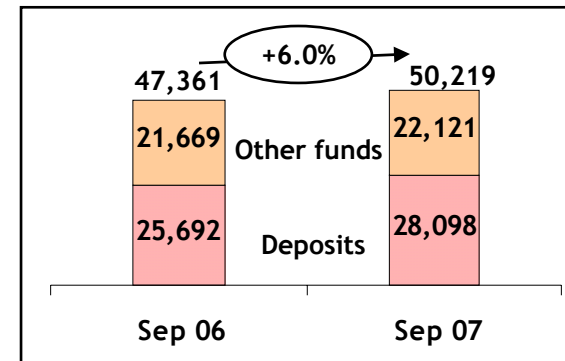 +6.0%
47,361 50,219
21,669 Other funds 22,121
25,692 Deposits 28,098
Sep 06 Sep 07